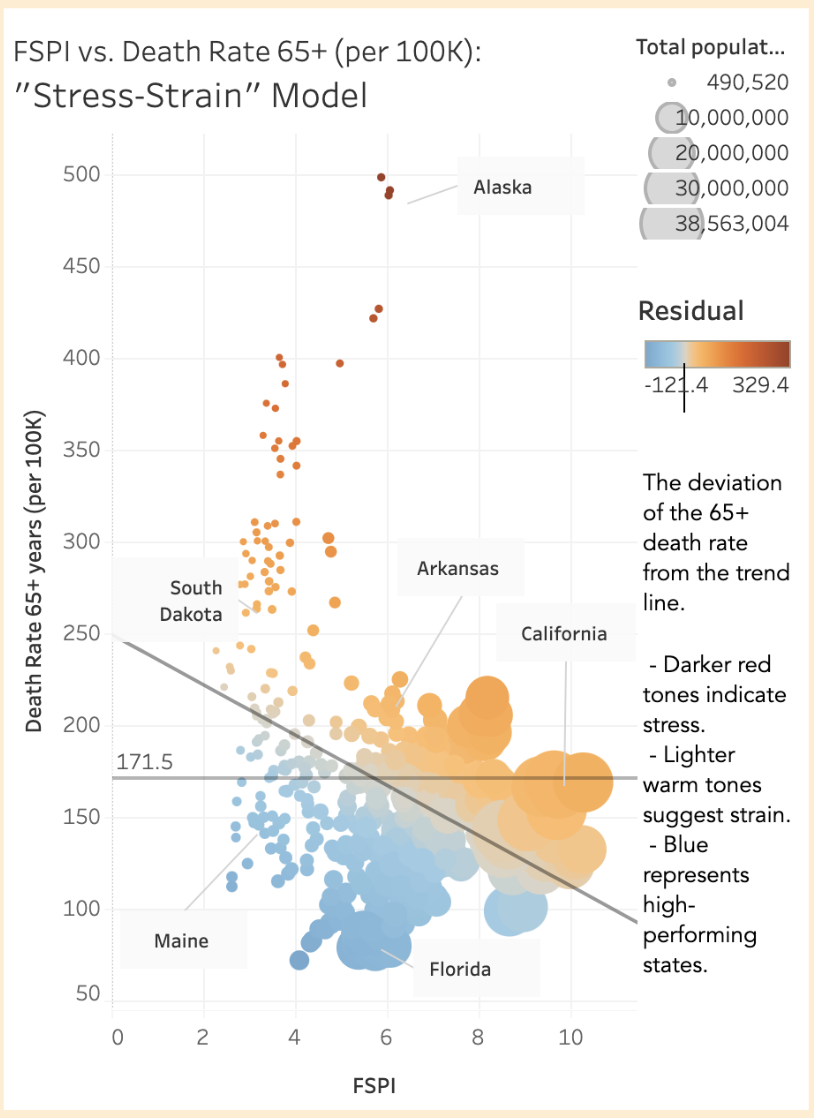 FSPI vs. Death Rate 65+ (per 100K):
"Stress-Strain" Model
Total populat...
490,520
10,000,000
20,000,000
30,000,000
38,563,004
Residual
-121.4 329.4
The deviation
of the 65+
death rate
from the trend
line.
- Darker red
tones indicate
stress.
- Lighter
warm tones
suggest strain.
- Blue
represents
high-
performing
states.
Death Rate 65+ years (per 100K)
500
450
400
350
300
250
200
150
100
50
Alaska
Arkansas
South
Dakota
California
171.5
Maine
Florida
0 2 4 6 8 10
FSPI